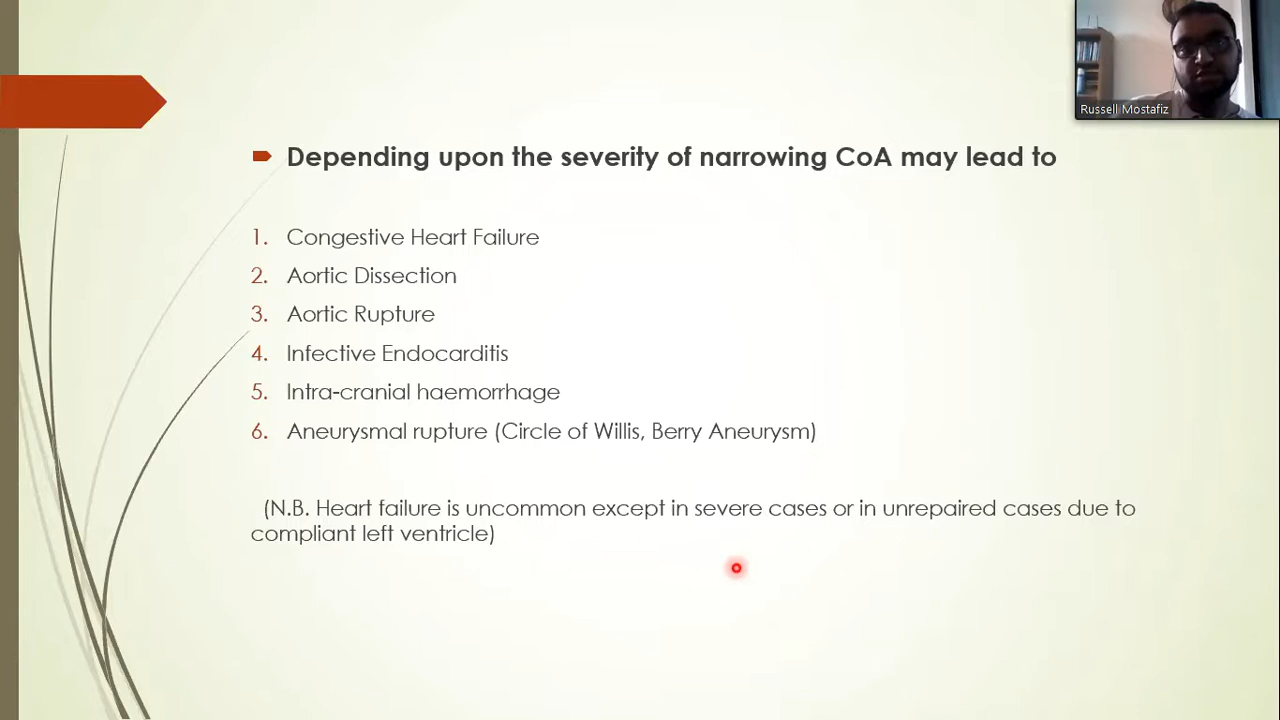 Russell Mostafiz
Depending upon the severity of narrowing CoA may lead to
1. Congestive Heart Failure
2. Aortic Dissection
3. Aortic Rupture
4. Infective Endocarditis
5. Intra-cranial haemorrhage
6. Aneurysmal rupture (Circle of Willis, Berry Aneurysm)
(N.B. Heart failure is uncommon except in severe cases or in unrepaired cases due to
compliant left ventricle)